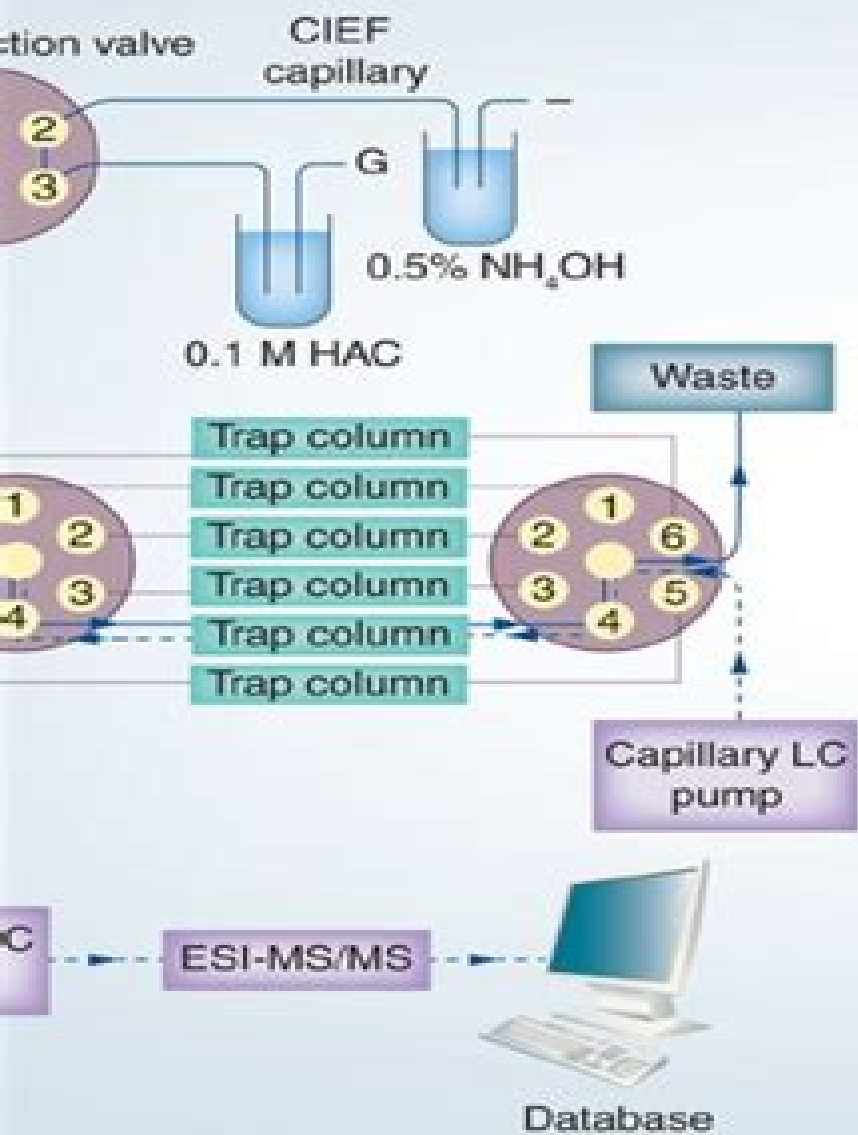 ction valve
CIEF
capillary
2
3
–
G
0.5% NH₄OH
0.1 M HAC
Waste
Trap column
Trap column
Trap column
Trap column
Trap column
Trap column
1
2
3
4
1
2
3
4
5
6
Capillary LC
pump
C
ESI-MS/MS
Database